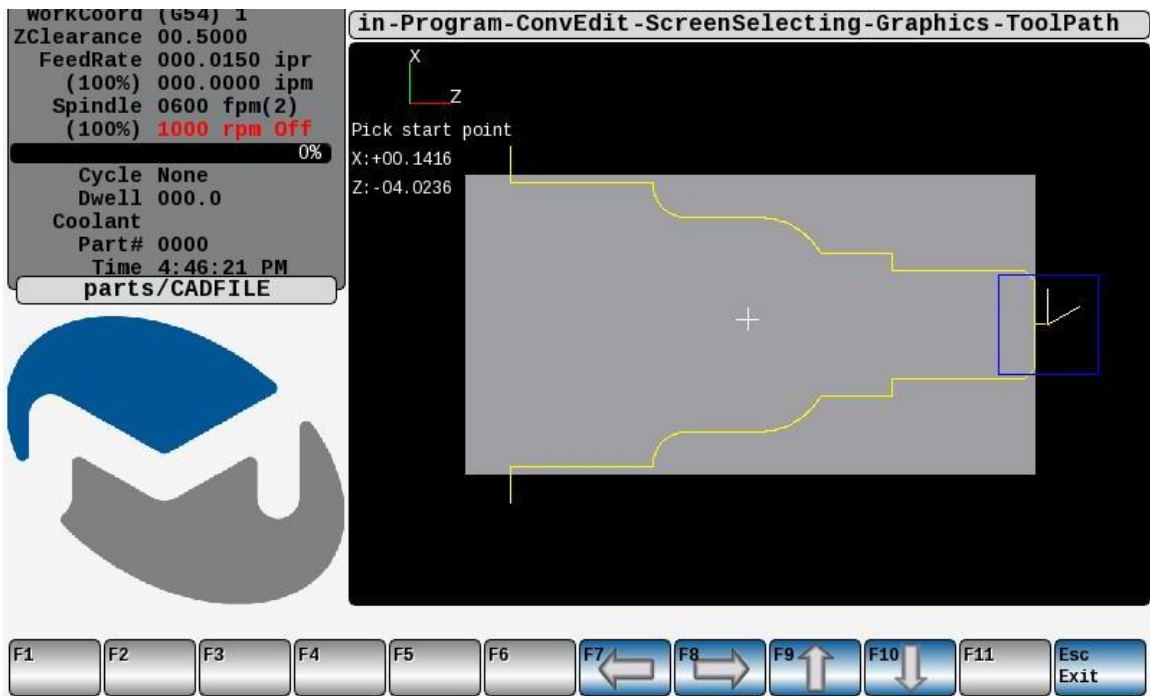 WorkCoord (G54) 1
ZClearance 00.5000
FeedRate 000.0150 ipr
(100%) 000.0000 ipm
Spindle 0600 fpm(2)
(100%) 1000 rpm Off
0%
Cycle None
Dwell 000.0
Coolant
Part# 0000
Time 4:46:21 PM
parts/CADFILE
in-Program-ConvEdit-ScreenSelecting-Graphics-ToolPath
X
Z
Pick start point
X:+00.1416
Z:-04.0236
F1
F2
F3
F4
F5
F6
F7
F8
F9
F10
F11
Esc
Exit